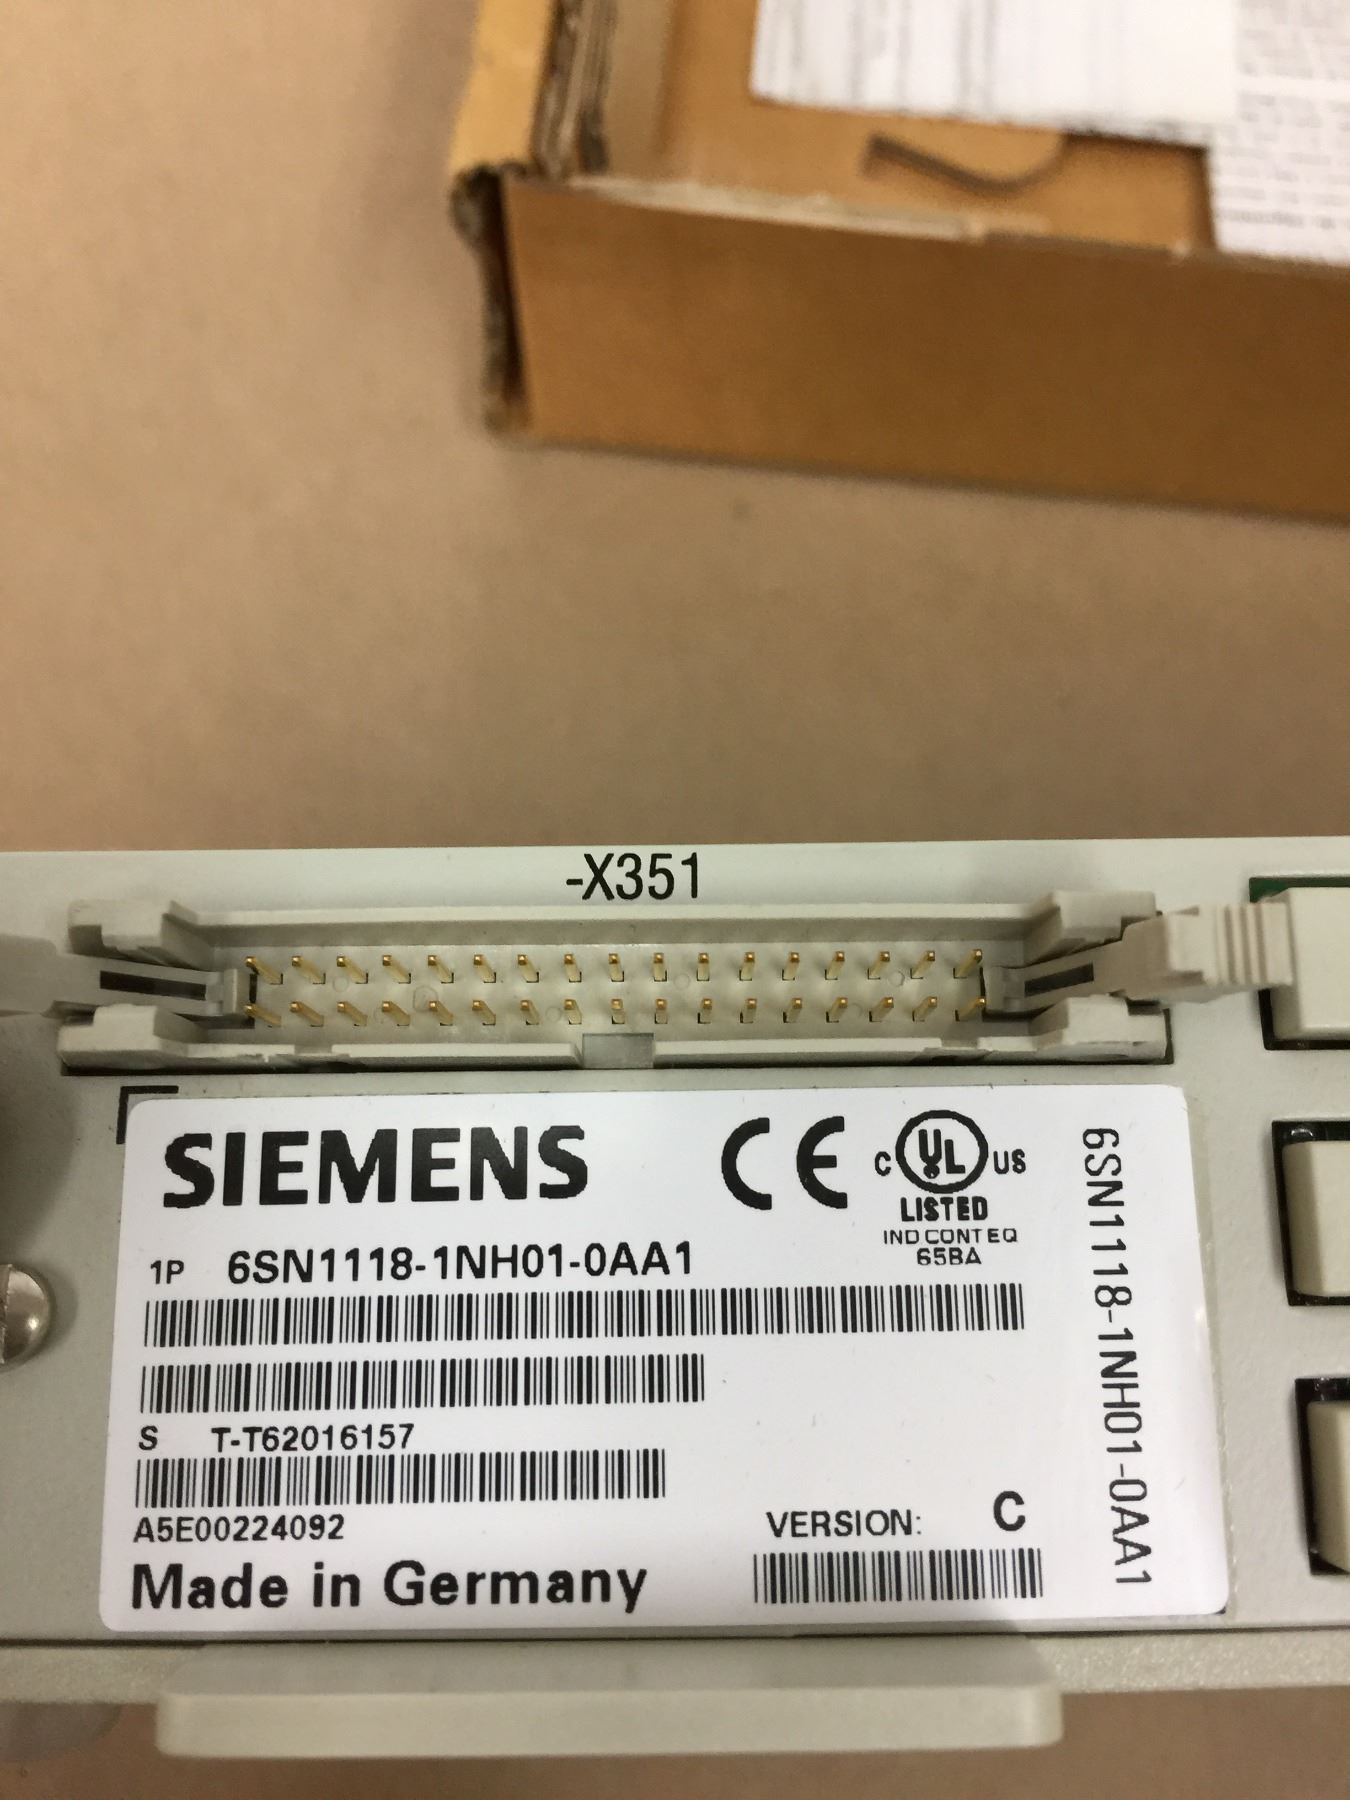 -X351
SIEMENS
CE
C UL US
LISTED
IND CONT EQ
65BA
1P 6SN1118-1NH01-0AA1
S T-T62016157
A5E00224092
VERSION: C
Made in Germany
6SN1118-1NH01-0AA1